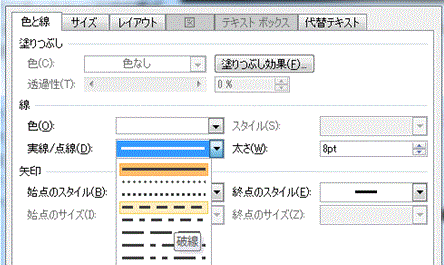 色と線 サイズ レイアウト 図 テキスト ボックス 代替テキスト
塗りつぶし
色(C): 色なし 塗りつぶし効果(F)...
透過性(T): 0 %
線
色(O): スタイル(S):
実線/点線(D): 太さ(W): 8pt
矢印
始点のスタイル(B): 終点のスタイル(E):
始点のサイズ(I): 終点のサイズ(Z):
破線